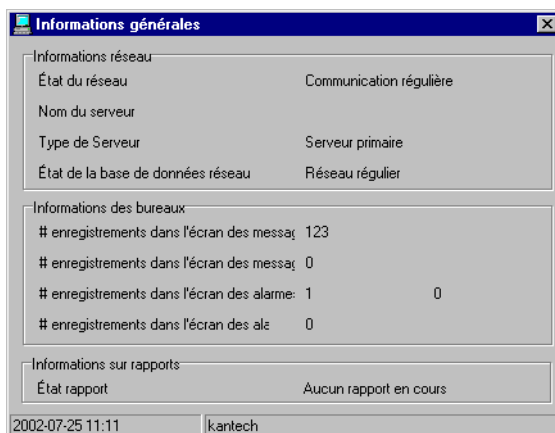 Informations générales
Informations réseau
État du réseau Communication régulière
Nom du serveur
Type de Serveur Serveur primaire
État de la base de données réseau Réseau régulier
Informations des bureaux
# enregistrements dans l'écran des messag 123
# enregistrements dans l'écran des messag 0
# enregistrements dans l'écran des alarme: 1 0
# enregistrements dans l'écran des ala 0
Informations sur rapports
État rapport Aucun rapport en cours
2002-07-25 11:11 kantech